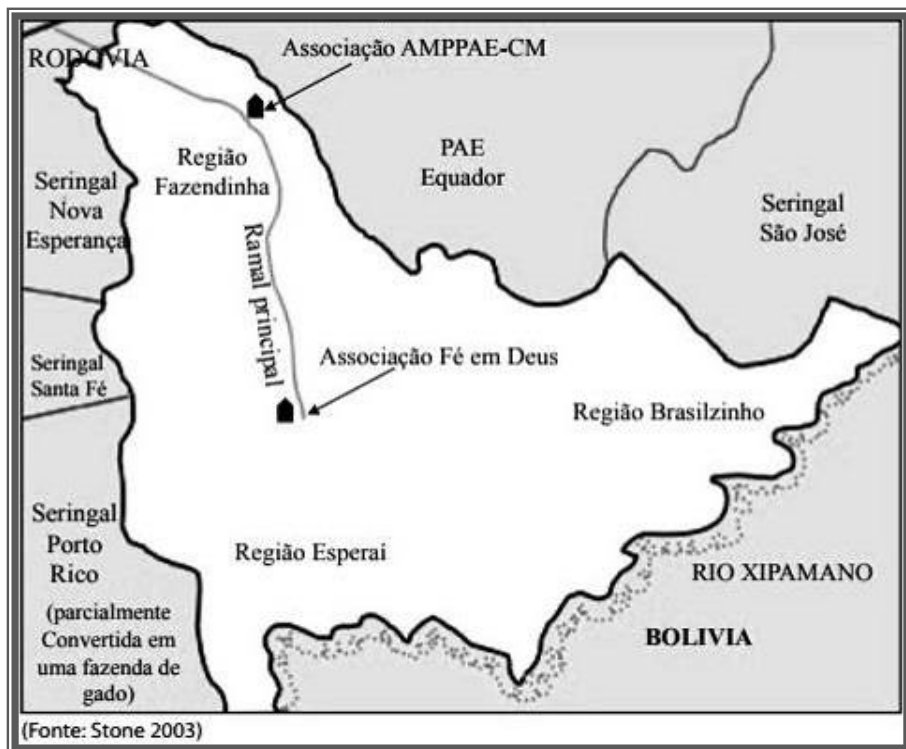 Associação AMPPAE-CM
RODOVIA
Região
Fazendinha
PAE
Equador
Seringal
Nova
Esperança
Seringal
São José
Ramal principal
Seringal
Santa Fé
Associação Fé em Deus
Região Brasilzinho
Seringal
Porto
Rico
(parcialmente
Convertida em
uma fazenda de
gado)
Região Esperaí
RIO XIPAMANO
BOLIVIA
(Fonte: Stone 2003)